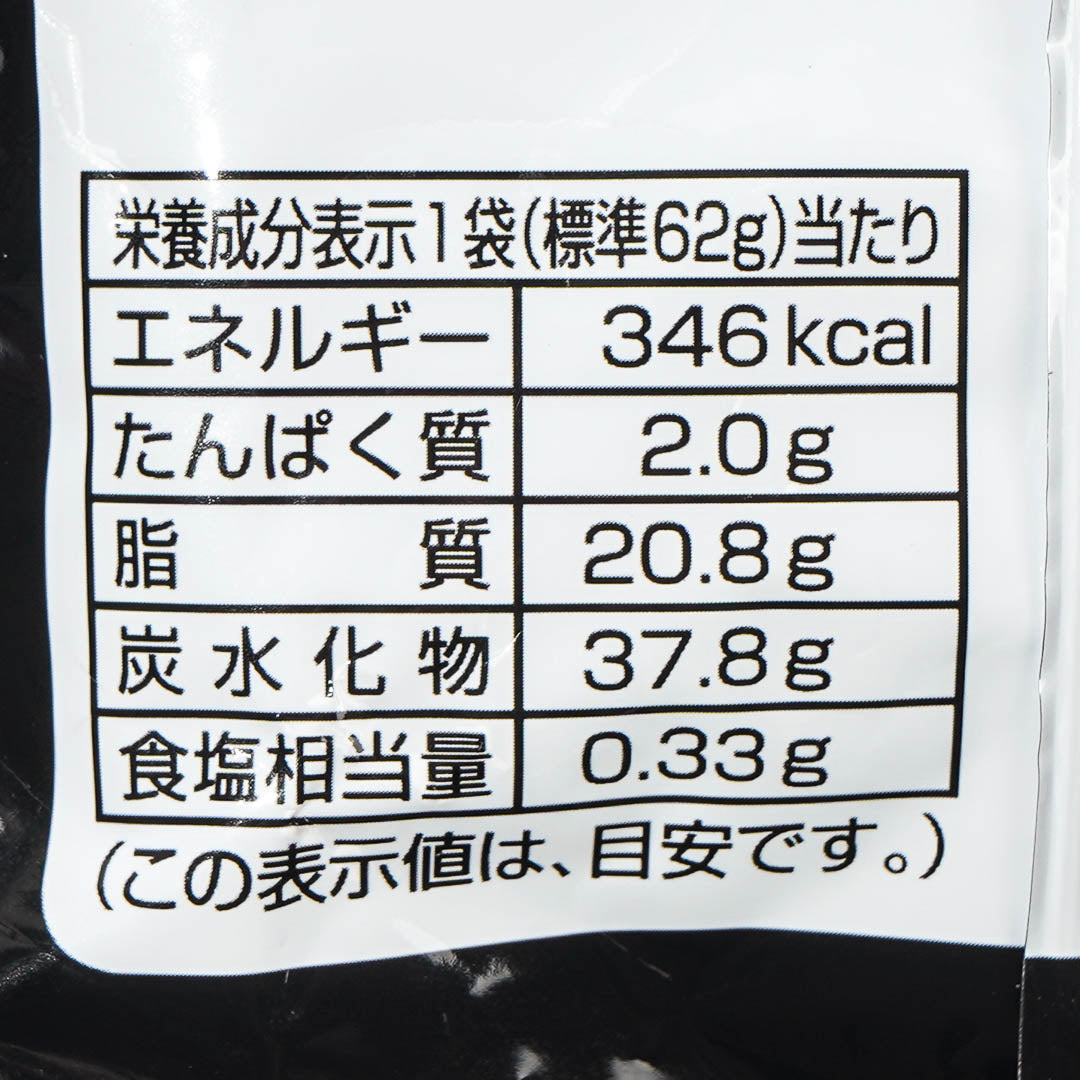 栄養成分表示1袋(標準62g)当たり
エネルギー 346kcal
たんぱく質 2.0g
脂質 20.8g
炭水化物 37.8g
食塩相当量 0.33g
(この表示値は、目安です。)